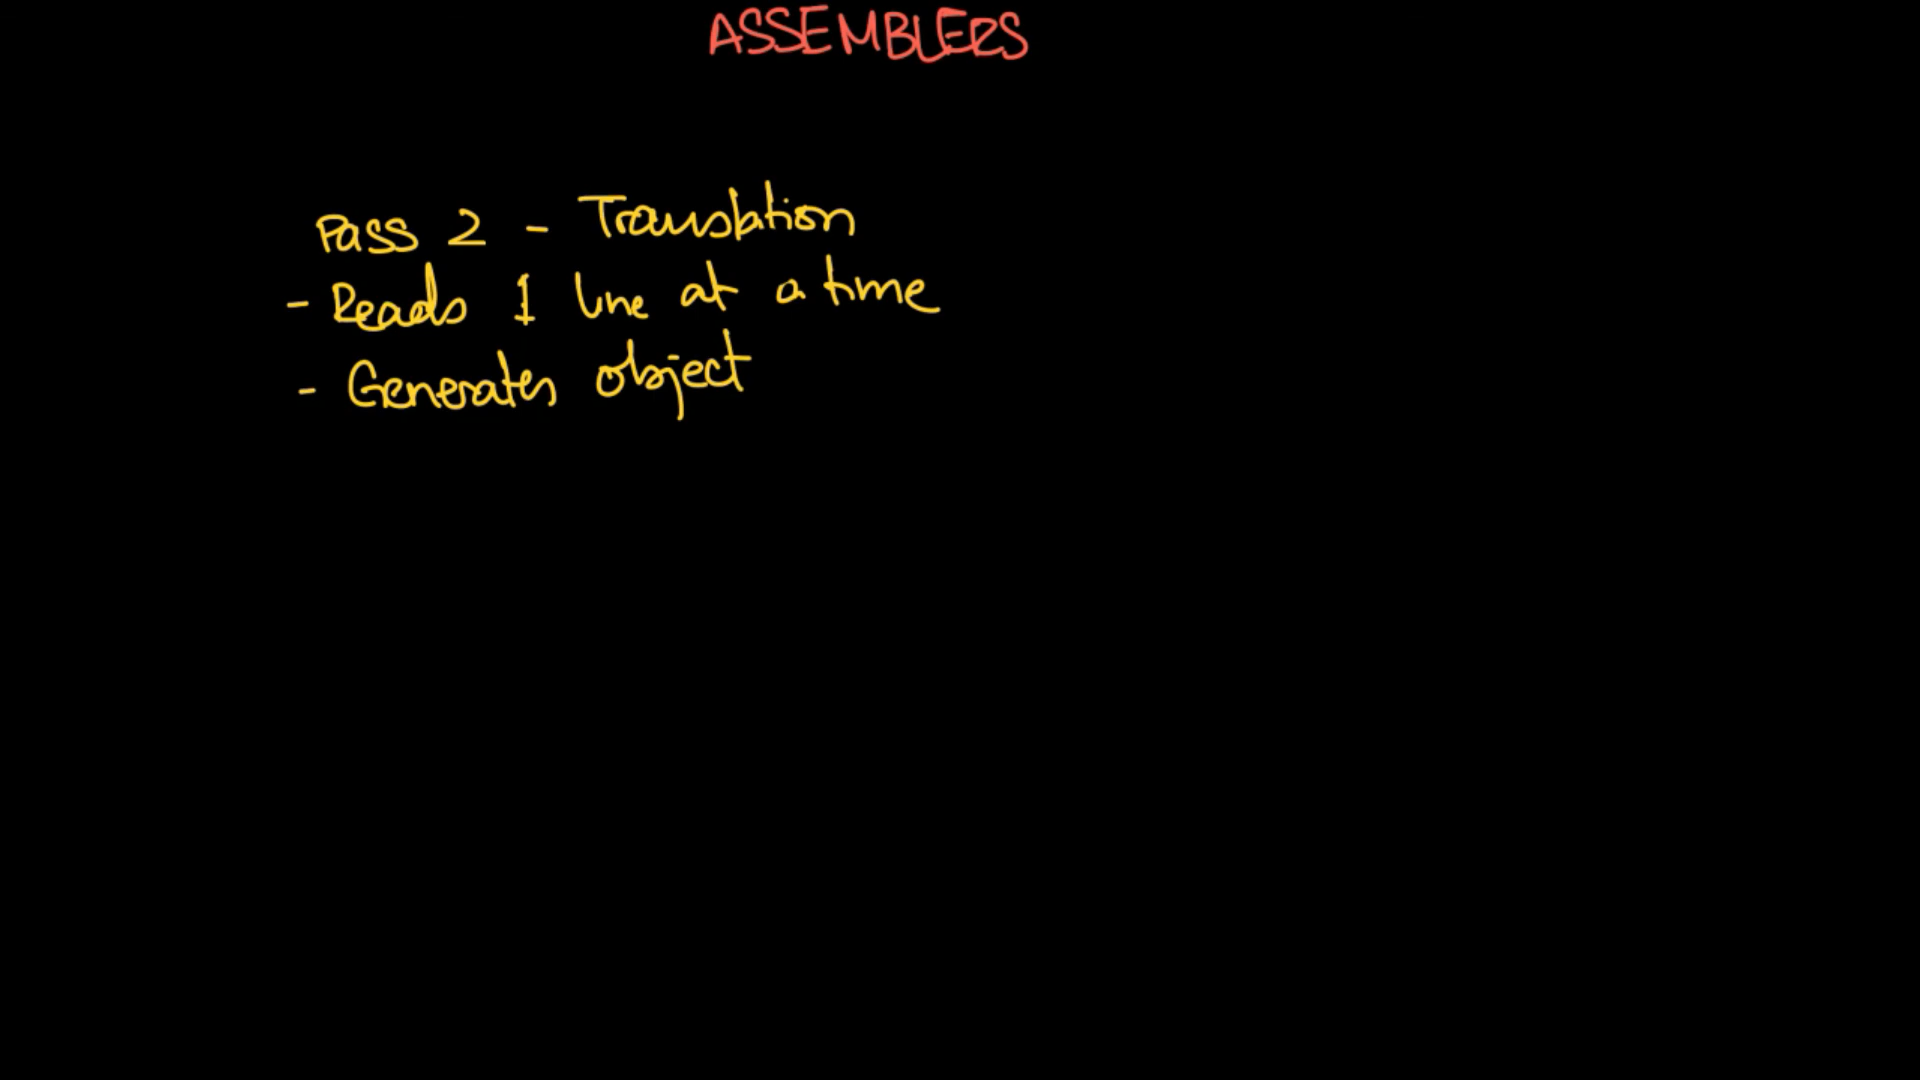 ASSEMBLERS
Pass 2 - Translation
- Reads 1 line at a time
- Generates object